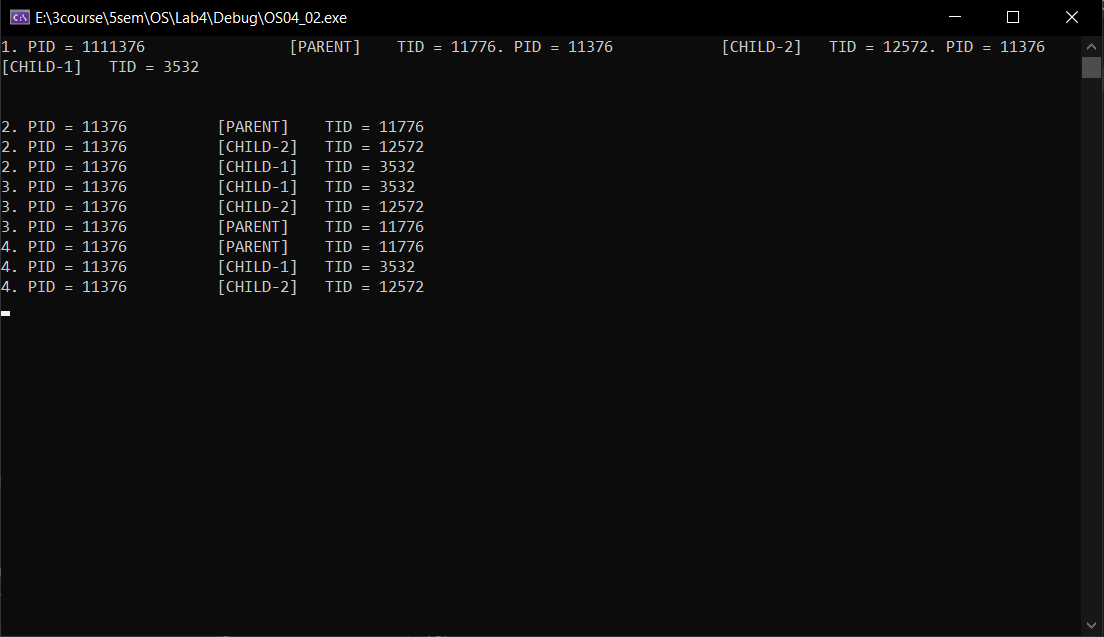 E:\3course\5sem\OS\Lab4\Debug\OS04_02.exe
1. PID = 1111376                [PARENT]    TID = 11776. PID = 11376            [CHILD-2]   TID = 12572. PID = 11376
[CHILD-1]   TID = 3532
2. PID = 11376          [PARENT]    TID = 11776
2. PID = 11376          [CHILD-2]   TID = 12572
2. PID = 11376          [CHILD-1]   TID = 3532
3. PID = 11376          [CHILD-1]   TID = 3532
3. PID = 11376          [CHILD-2]   TID = 12572
3. PID = 11376          [PARENT]    TID = 11776
4. PID = 11376          [PARENT]    TID = 11776
4. PID = 11376          [CHILD-1]   TID = 3532
4. PID = 11376          [CHILD-2]   TID = 12572